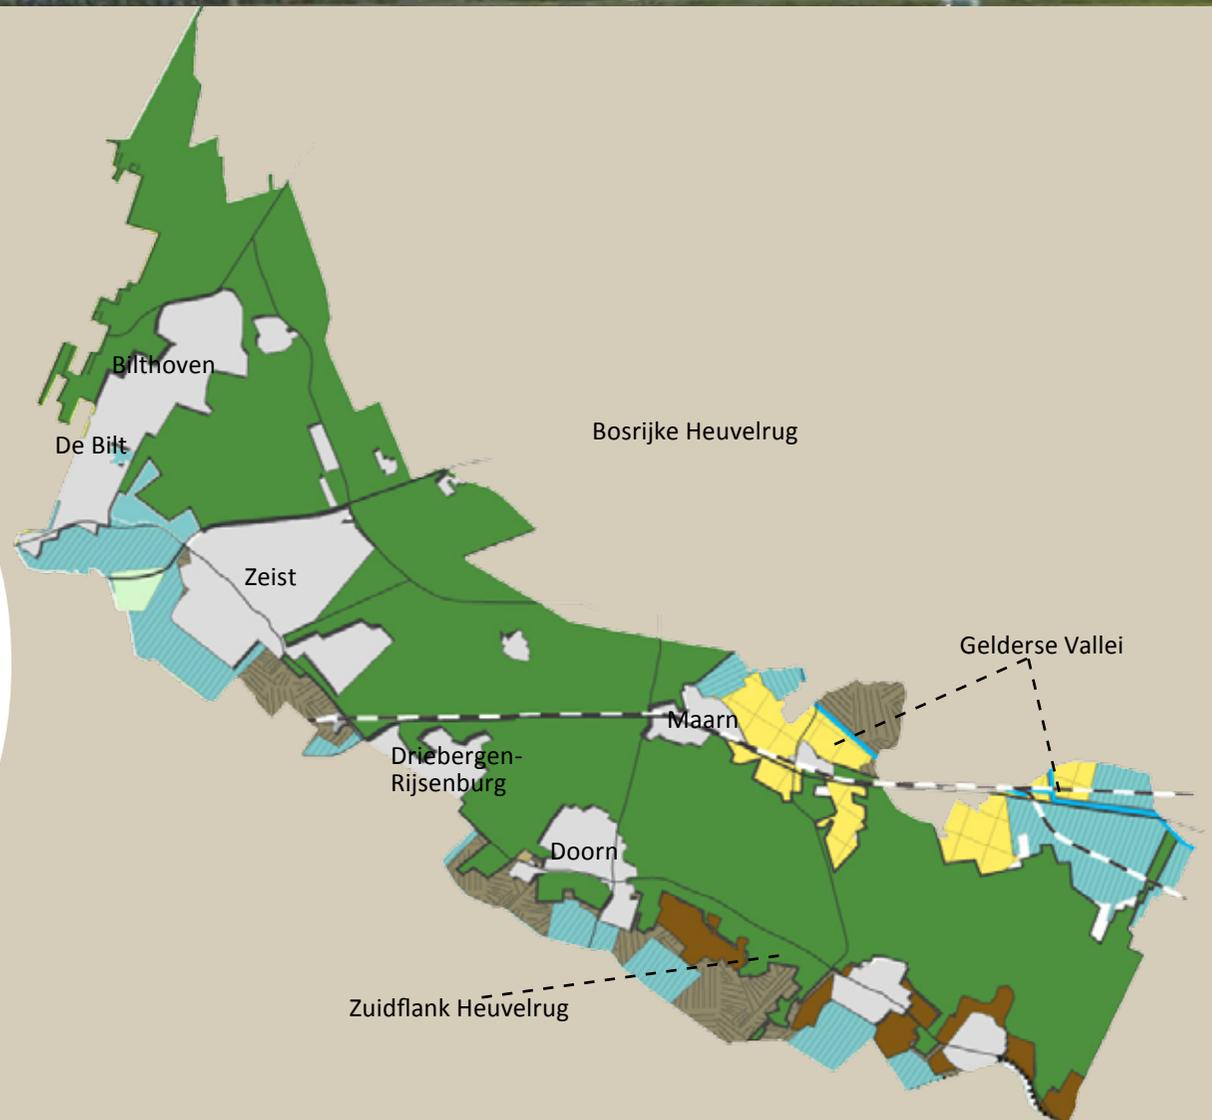 Bilthoven
De Bilt
Bosrijke Heuvelrug
Zeist
Gelderse Vallei
Maarn
Driebergen-
Rijsenburg
Doorn
Zuidflank Heuvelrug